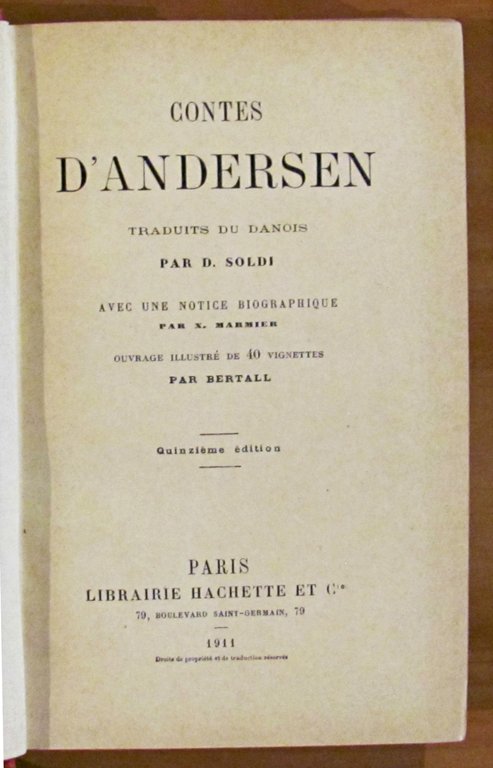 CONTES
D'ANDERSEN
TRADUITS DU DANOIS
PAR D. SOLDI
AVEC UNE NOTICE BIOGRAPHIQUE
PAR X. MARMIER
OUVRAGE ILLUSTRÉ DE 40 VIGNETTES
PAR BERTALL
Quinzième édition
PARIS
LIBRAIRIE HACHETTE ET Cie
79, BOULEVARD SAINT-GERMAIN, 79
1911
Droits de propriété et de traduction réservés